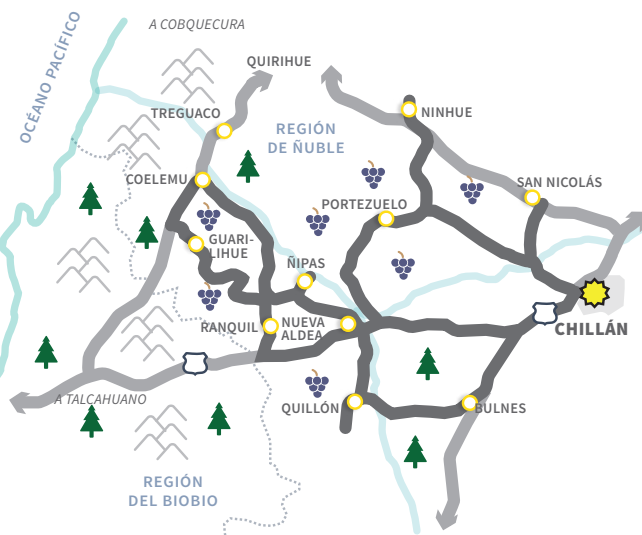 OCÉANO PACÍFICO
A COBQUECURA
QUIRIHUE
TREGUACO
REGIÓN
DE ÑUBLE
NINHUE
COELEMU
SAN NICOLÁS
PORTEZUELO
GUARI-
LIHUE
ÑIPAS
RANQUIL
NUEVA
ALDEA
CHILLÁN
A TALCAHUANO
QUILLÓN
BULNES
REGIÓN
DEL BIOBIO